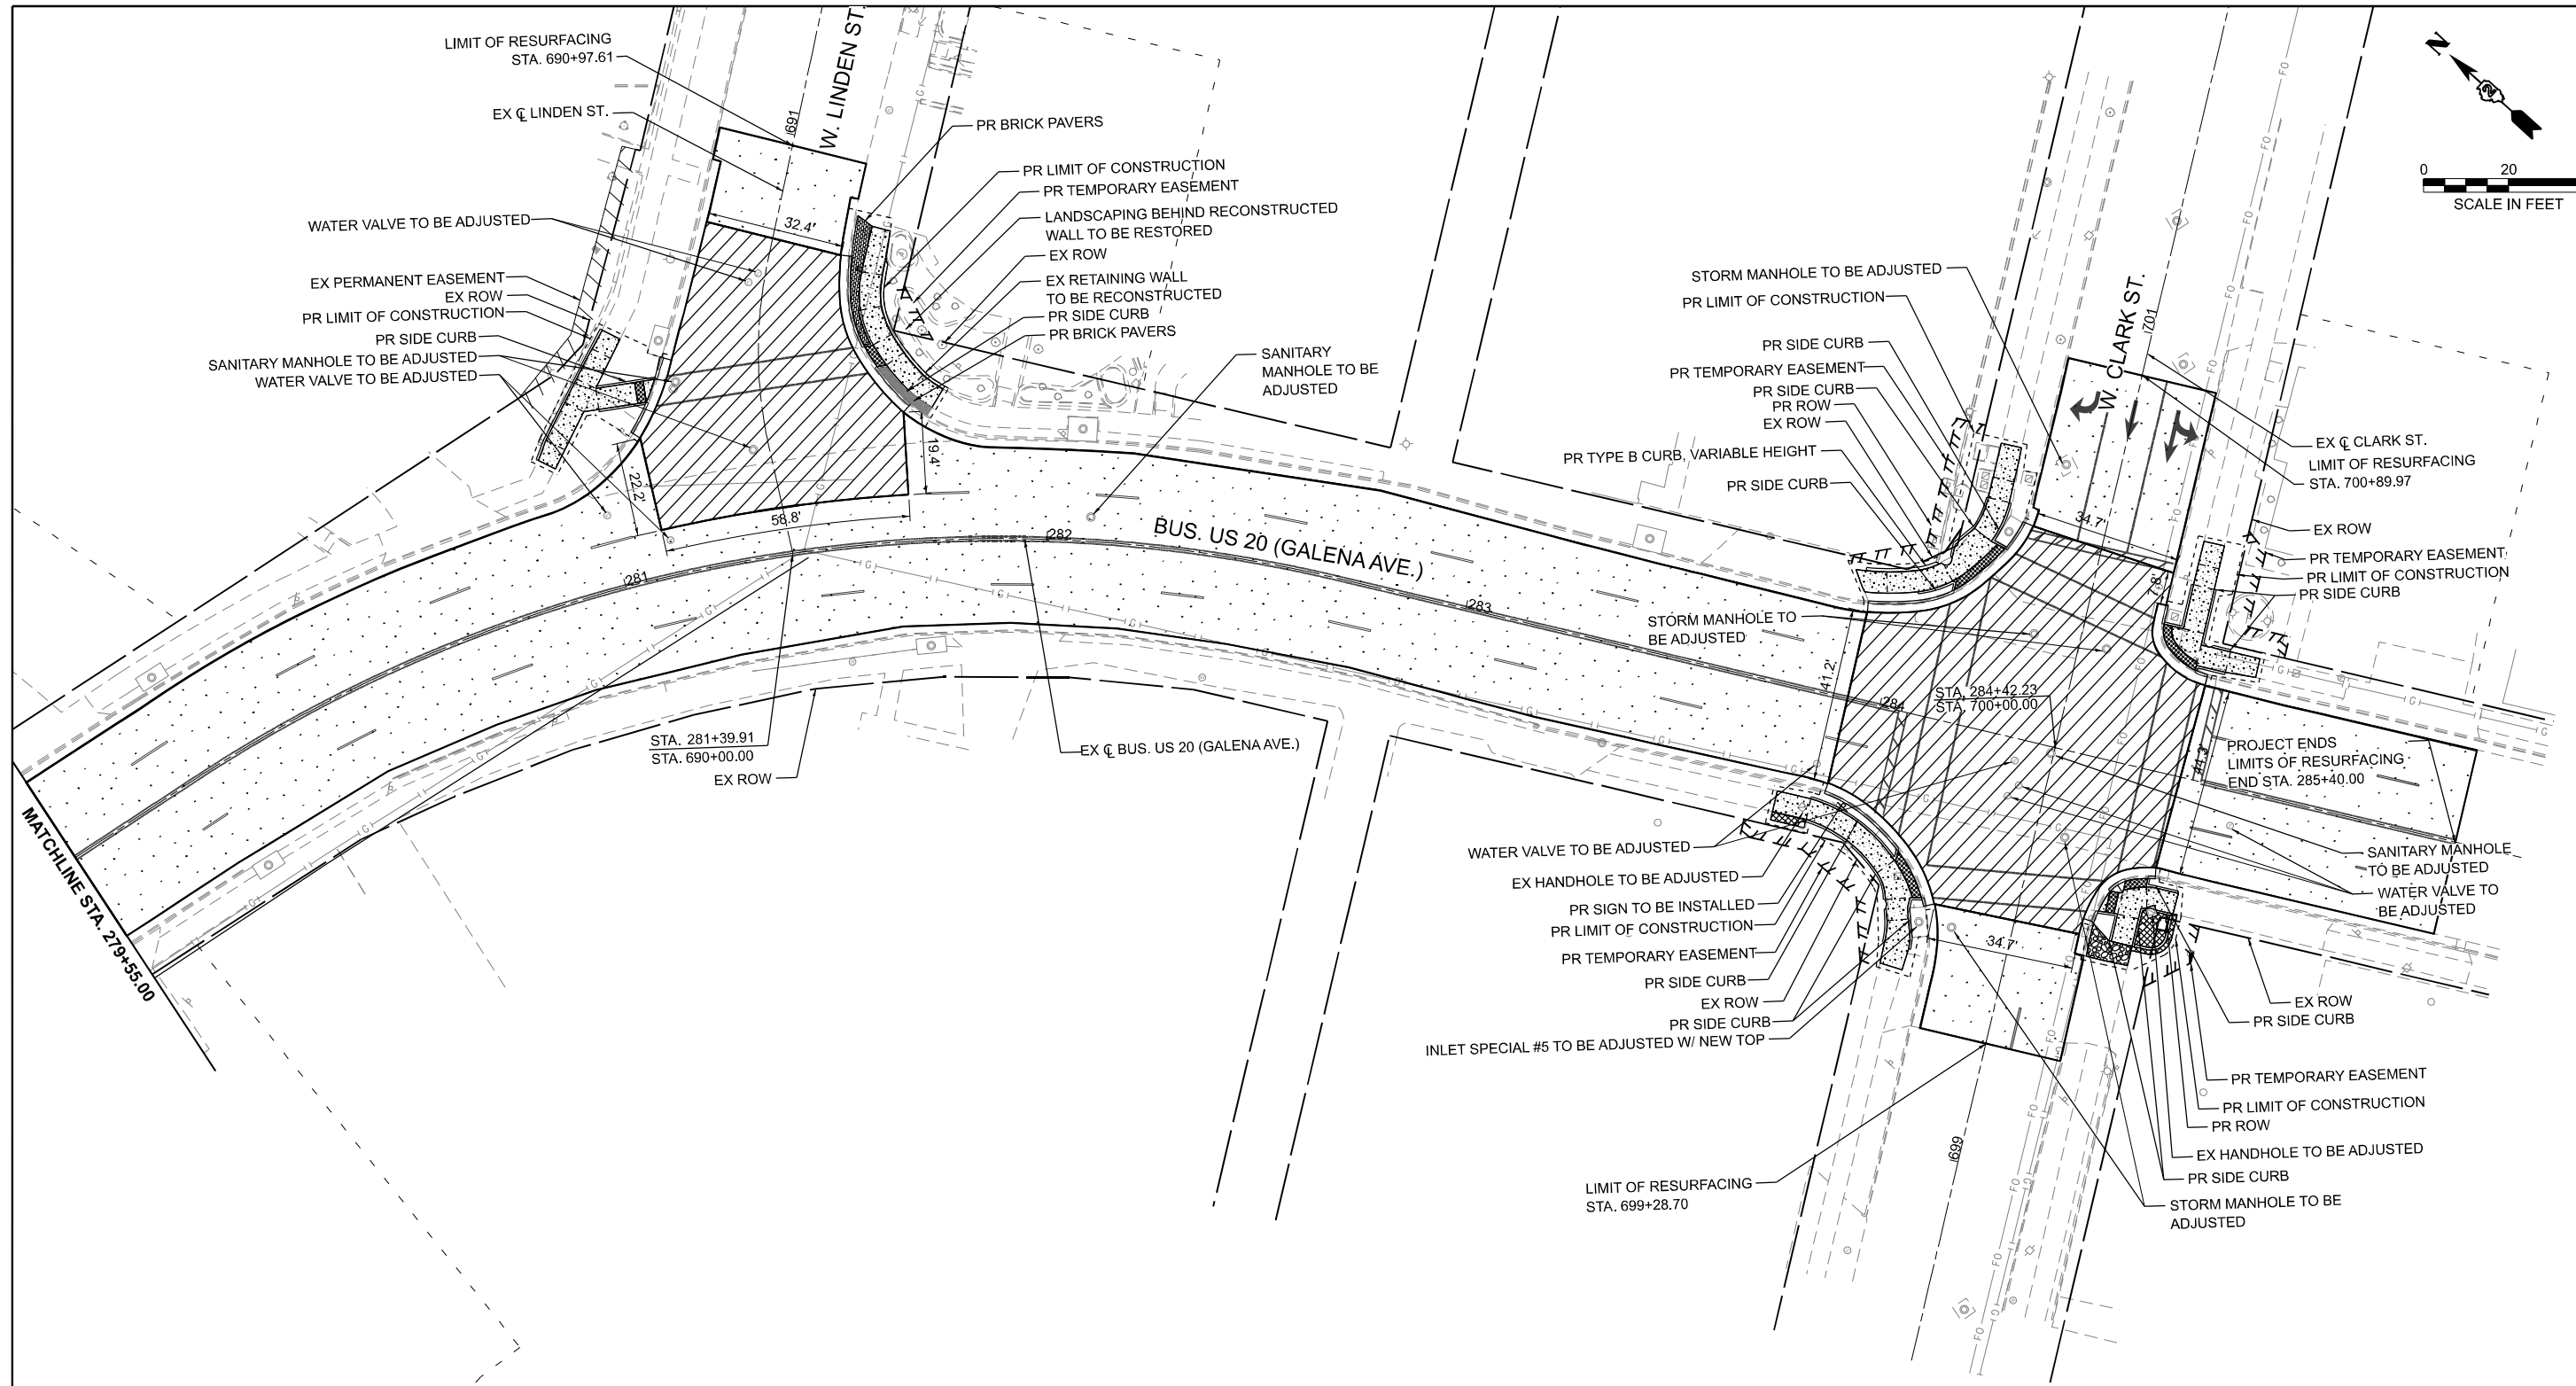 LIMIT OF RESURFACING
STA. 690+97.61
EX ℄ LINDEN ST.
691
W. LINDEN ST.
PR BRICK PAVERS
PR LIMIT OF CONSTRUCTION
PR TEMPORARY EASEMENT
LANDSCAPING BEHIND RECONSTRUCTED
WALL TO BE RESTORED
EX ROW
EX RETAINING WALL
TO BE RECONSTRUCTED
PR SIDE CURB
PR BRICK PAVERS
WATER VALVE TO BE ADJUSTED
EX PERMANENT EASEMENT
EX ROW
PR LIMIT OF CONSTRUCTION
PR SIDE CURB
SANITARY MANHOLE TO BE ADJUSTED
WATER VALVE TO BE ADJUSTED
32.4'
22.2'
58.8'
19.4'
SANITARY
MANHOLE TO BE
ADJUSTED
281
282
BUS. US 20 (GALENA AVE.)
283
284
STA. 281+39.91
STA. 690+00.00
EX ROW
EX ℄ BUS. US 20 (GALENA AVE.)
MATCHLINE STA. 279+55.00
N
2
0
20
SCALE IN FEET
STORM MANHOLE TO BE ADJUSTED
PR LIMIT OF CONSTRUCTION
PR SIDE CURB
PR TEMPORARY EASEMENT
PR SIDE CURB
PR ROW
EX ROW
PR TYPE B CURB, VARIABLE HEIGHT
PR SIDE CURB
701
W. CLARK ST.
EX ℄ CLARK ST.
LIMIT OF RESURFACING
STA. 700+89.97
EX ROW
PR TEMPORARY EASEMENT
PR LIMIT OF CONSTRUCTION
PR SIDE CURB
34.7'
7.8'
STORM MANHOLE TO
BE ADJUSTED
41.2'
STA. 284+42.23
STA. 700+00.00
44.3'
PROJECT ENDS
LIMITS OF RESURFACING
END STA. 285+40.00
SANITARY MANHOLE
TO BE ADJUSTED
WATER VALVE TO
BE ADJUSTED
WATER VALVE TO BE ADJUSTED
EX HANDHOLE TO BE ADJUSTED
PR SIGN TO BE INSTALLED
PR LIMIT OF CONSTRUCTION
PR TEMPORARY EASEMENT
PR SIDE CURB
EX ROW
PR SIDE CURB
INLET SPECIAL #5 TO BE ADJUSTED W/ NEW TOP
34.7'
EX ROW
PR SIDE CURB
PR TEMPORARY EASEMENT
PR LIMIT OF CONSTRUCTION
PR ROW
EX HANDHOLE TO BE ADJUSTED
PR SIDE CURB
STORM MANHOLE TO BE
ADJUSTED
699
LIMIT OF RESURFACING
STA. 699+28.70